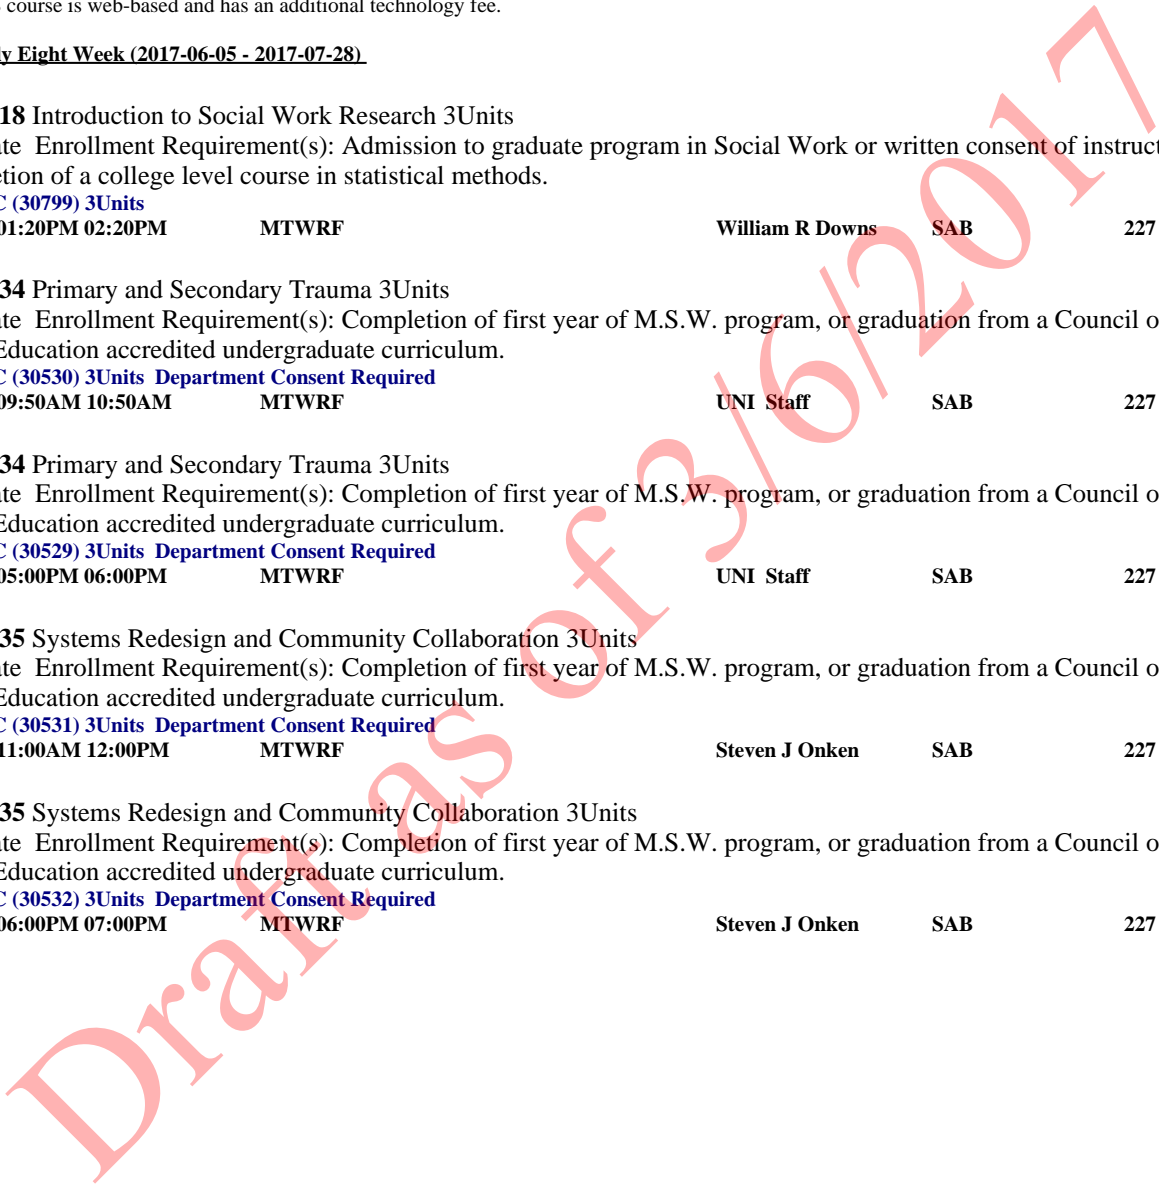 course is web-based and has an additional technology fee.
y Eight Week (2017-06-05 - 2017-07-28)
18 Introduction to Social Work Research 3Units
te Enrollment Requirement(s): Admission to graduate program in Social Work or written consent of instruct
tion of a college level course in statistical methods.
C (30799) 3Units
01:20PM 02:20PM MTWRF William R Downs SAB 227
34 Primary and Secondary Trauma 3Units
te Enrollment Requirement(s): Completion of first year of M.S.W. program, or graduation from a Council o
Education accredited undergraduate curriculum.
C (30530) 3Units Department Consent Required
09:50AM 10:50AM MTWRF UNI Staff SAB 227
34 Primary and Secondary Trauma 3Units
te Enrollment Requirement(s): Completion of first year of M.S.W. program, or graduation from a Council o
Education accredited undergraduate curriculum.
C (30529) 3Units Department Consent Required
05:00PM 06:00PM MTWRF UNI Staff SAB 227
35 Systems Redesign and Community Collaboration 3Units
te Enrollment Requirement(s): Completion of first year of M.S.W. program, or graduation from a Council o
Education accredited undergraduate curriculum.
C (30531) 3Units Department Consent Required
11:00AM 12:00PM MTWRF Steven J Onken SAB 227
35 Systems Redesign and Community Collaboration 3Units
te Enrollment Requirement(s): Completion of first year of M.S.W. program, or graduation from a Council o
Education accredited undergraduate curriculum.
C (30532) 3Units Department Consent Required
06:00PM 07:00PM MTWRF Steven J Onken SAB 227
Draft as of 3/6/2017